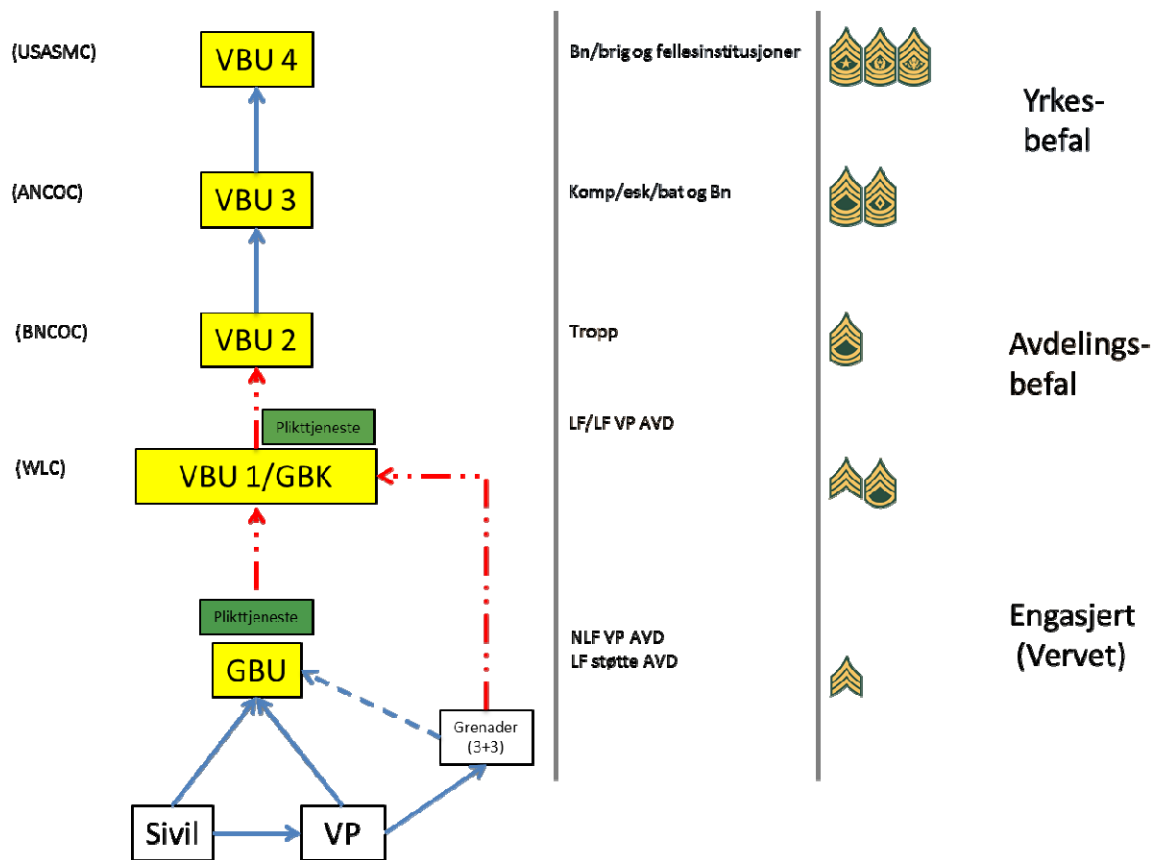 (USASMC)
VBU 4
Bn/brig og fellesinstitusjoner
Yrkes-
befal
(ANCOC)
VBU 3
Komp/esk/bat og Bn
(BNCOC)
VBU 2
Tropp
Avdelings-
befal
Plikttjeneste
LF/LF VP AVD
(WLC)
VBU 1/GBK
Plikttjeneste
NLF VP AVD
LF støtte AVD
Engasjert
(Vervet)
GBU
Grenader
(3+3)
Sivil
VP